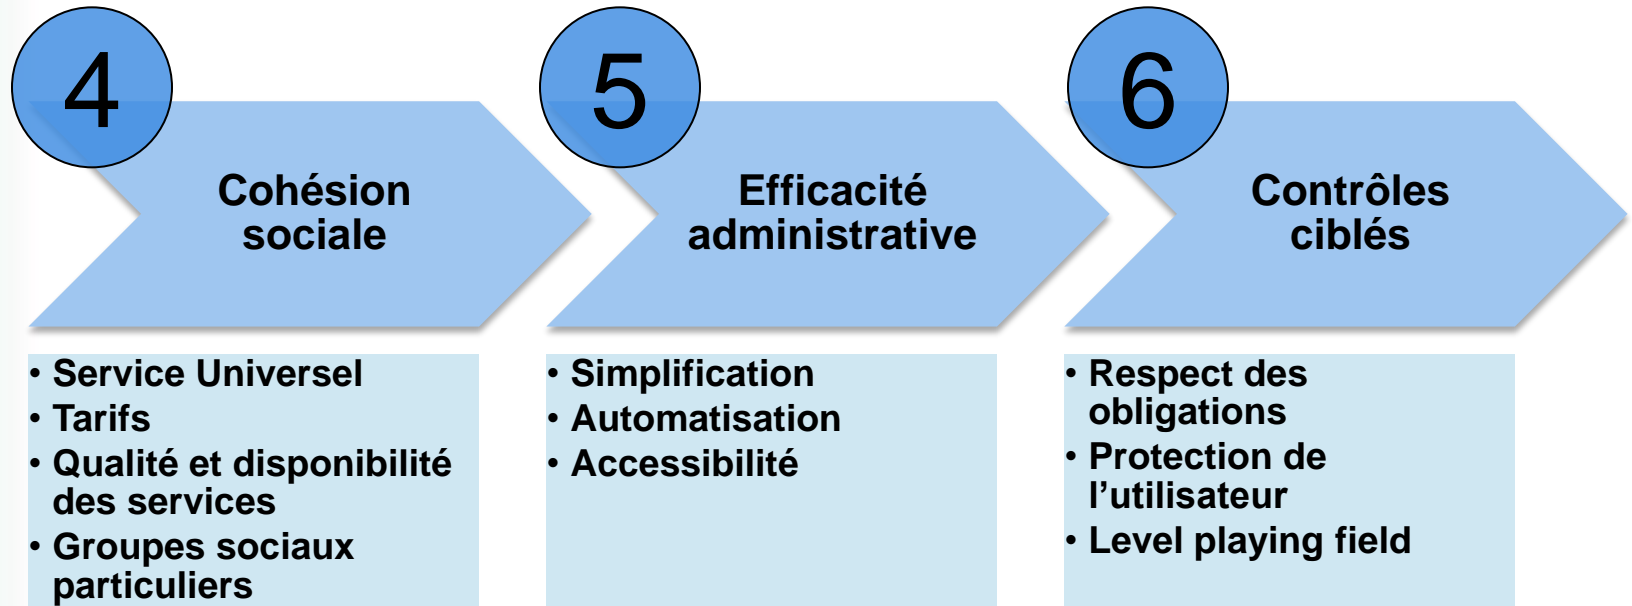 4
Cohésion
sociale
• Service Universel
• Tarifs
• Qualité et disponibilité
des services
• Groupes sociaux
particuliers
5
Efficacité
administrative
• Simplification
• Automatisation
• Accessibilité
6
Contrôles
ciblés
• Respect des
obligations
• Protection de
l’utilisateur
• Level playing field